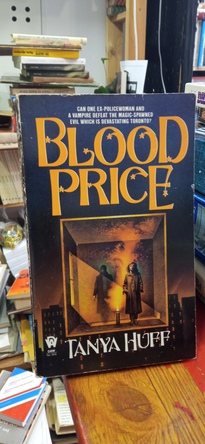 CAN ONE EX-POLICEWOMAN AND
A VAMPIRE DEFEAT THE MAGIC-SPAWNED
EVIL WHICH IS DEVASTATING TORONTO?
BLOOD
PRICE
TANYA HUFF